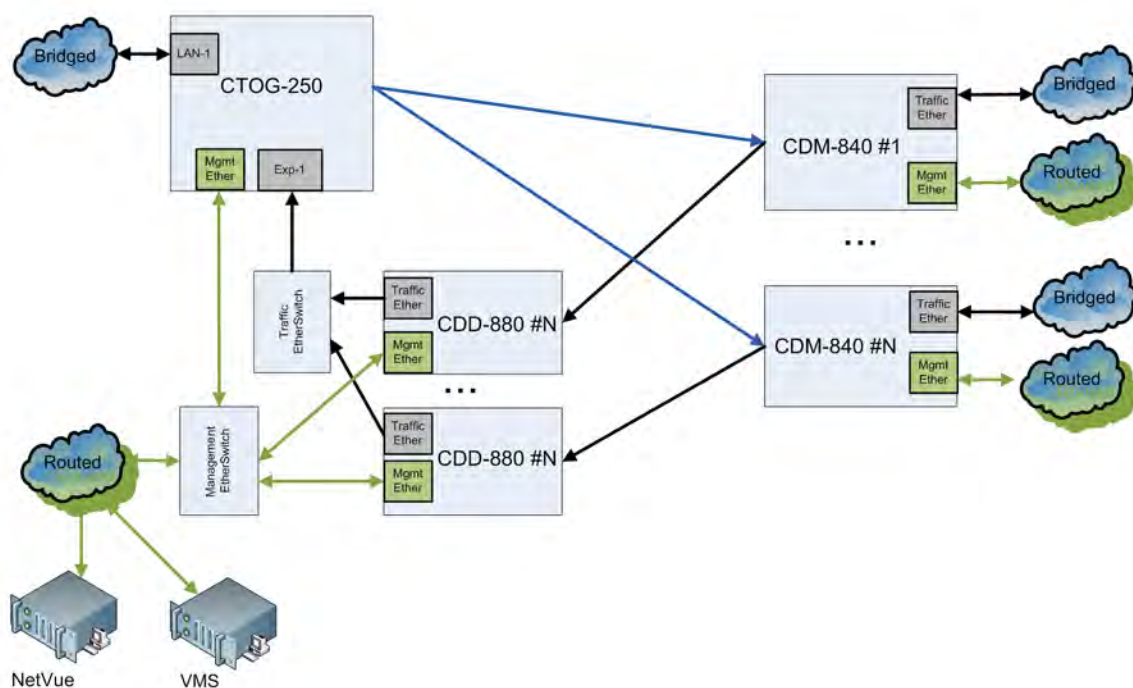 Bridged
LAN-1
CTOG-250
Mgmt
Ether
Exp-1
Traffic
Ether
CDM-840 #1
Mgmt
Ether
Bridged
Routed
...
Traffic
EtherSwitch
Traffic
Ether
CDD-880 #N
Mgmt
Ether
...
Traffic
Ether
CDD-880 #N
Mgmt
Ether
Traffic
Ether
CDM-840 #N
Mgmt
Ether
Bridged
Routed
Management
EtherSwitch
Routed
NetVue
VMS